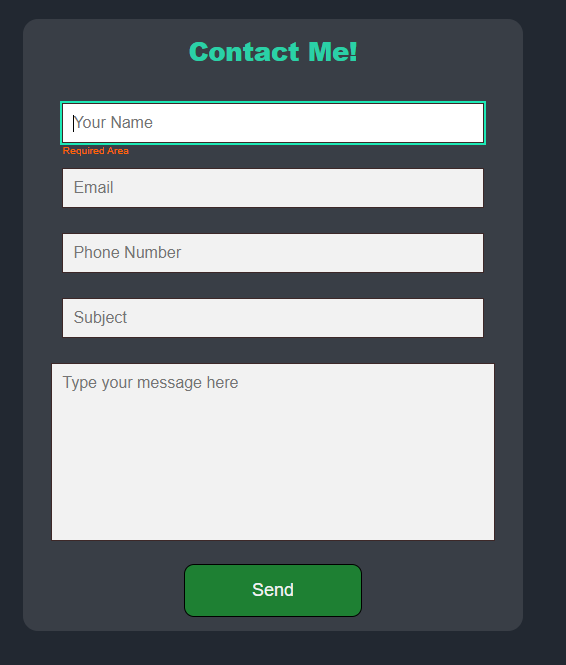 Contact Me!
Your Name
Required Area
Email
Phone Number
Subject
Type your message here
Send